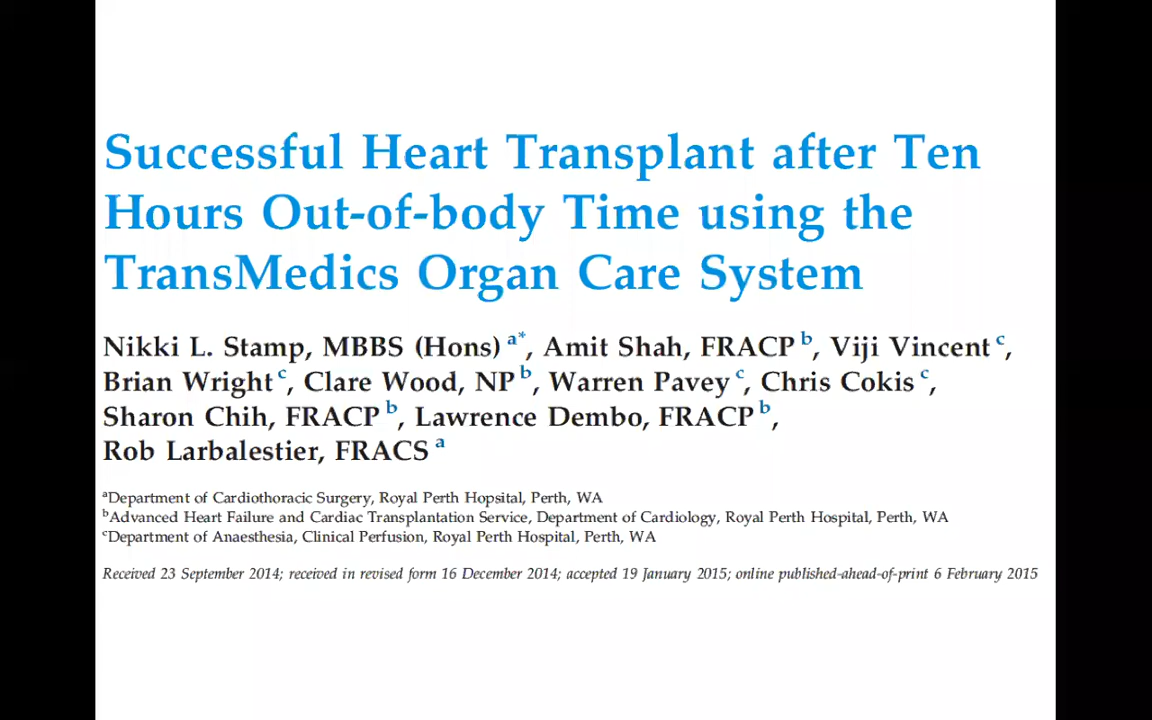 Successful Heart Transplant after Ten
Hours Out-of-body Time using the
TransMedics Organ Care System
Nikki L. Stamp, MBBS (Hons) a*, Amit Shah, FRACP b, Viji Vincent c,
Brian Wright c, Clare Wood, NP b, Warren Pavey c, Chris Cokis c,
Sharon Chih, FRACP b, Lawrence Dembo, FRACP b,
Rob Larbalestier, FRACS a
aDepartment of Cardiothoracic Surgery, Royal Perth Hopsital, Perth, WA
bAdvanced Heart Failure and Cardiac Transplantation Service, Department of Cardiology, Royal Perth Hospital, Perth, WA
cDepartment of Anaesthesia, Clinical Perfusion, Royal Perth Hospital, Perth, WA
Received 23 September 2014; received in revised form 16 December 2014; accepted 19 January 2015; online published-ahead-of-print 6 February 2015